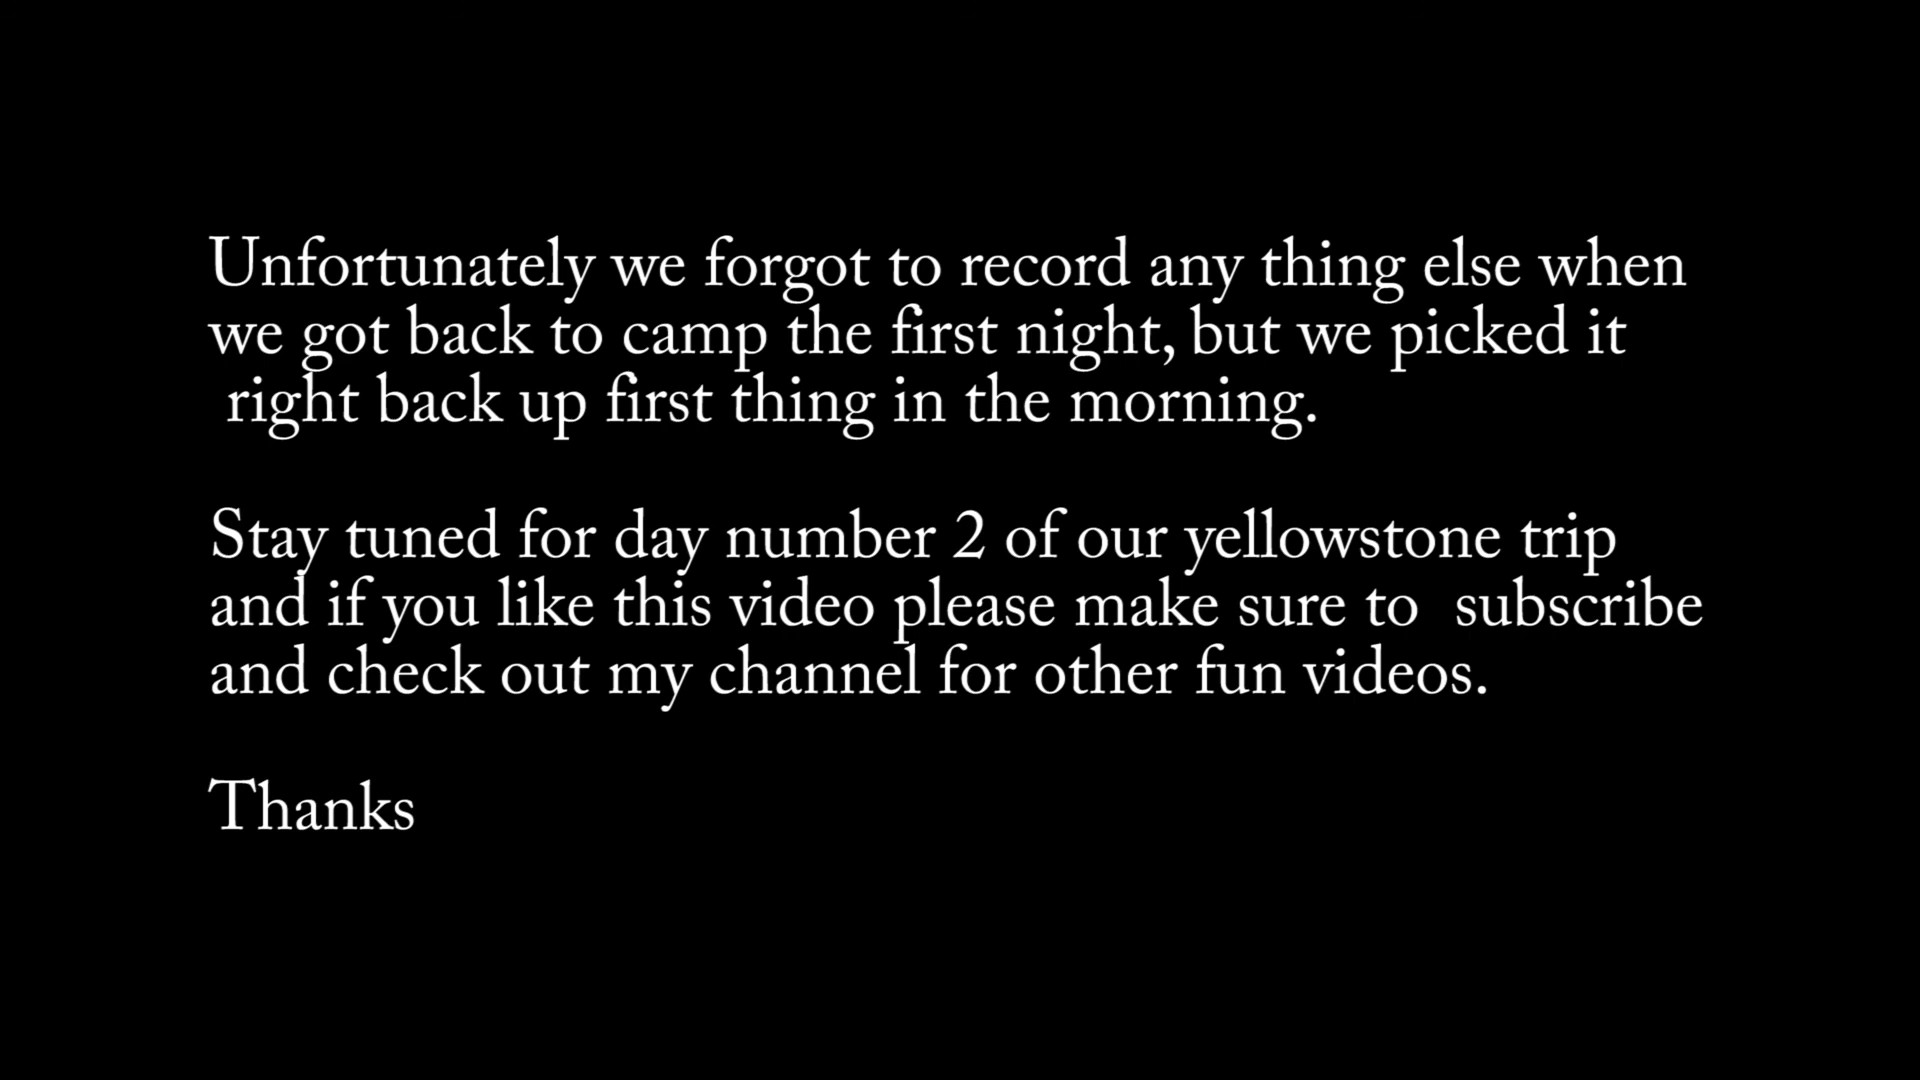 Unfortunately we forgot to record any thing else when
we got back to camp the first night, but we picked it
right back up first thing in the morning.
Stay tuned for day number 2 of our yellowstone trip
and if you like this video please make sure to  subscribe
and check out my channel for other fun videos.
Thanks